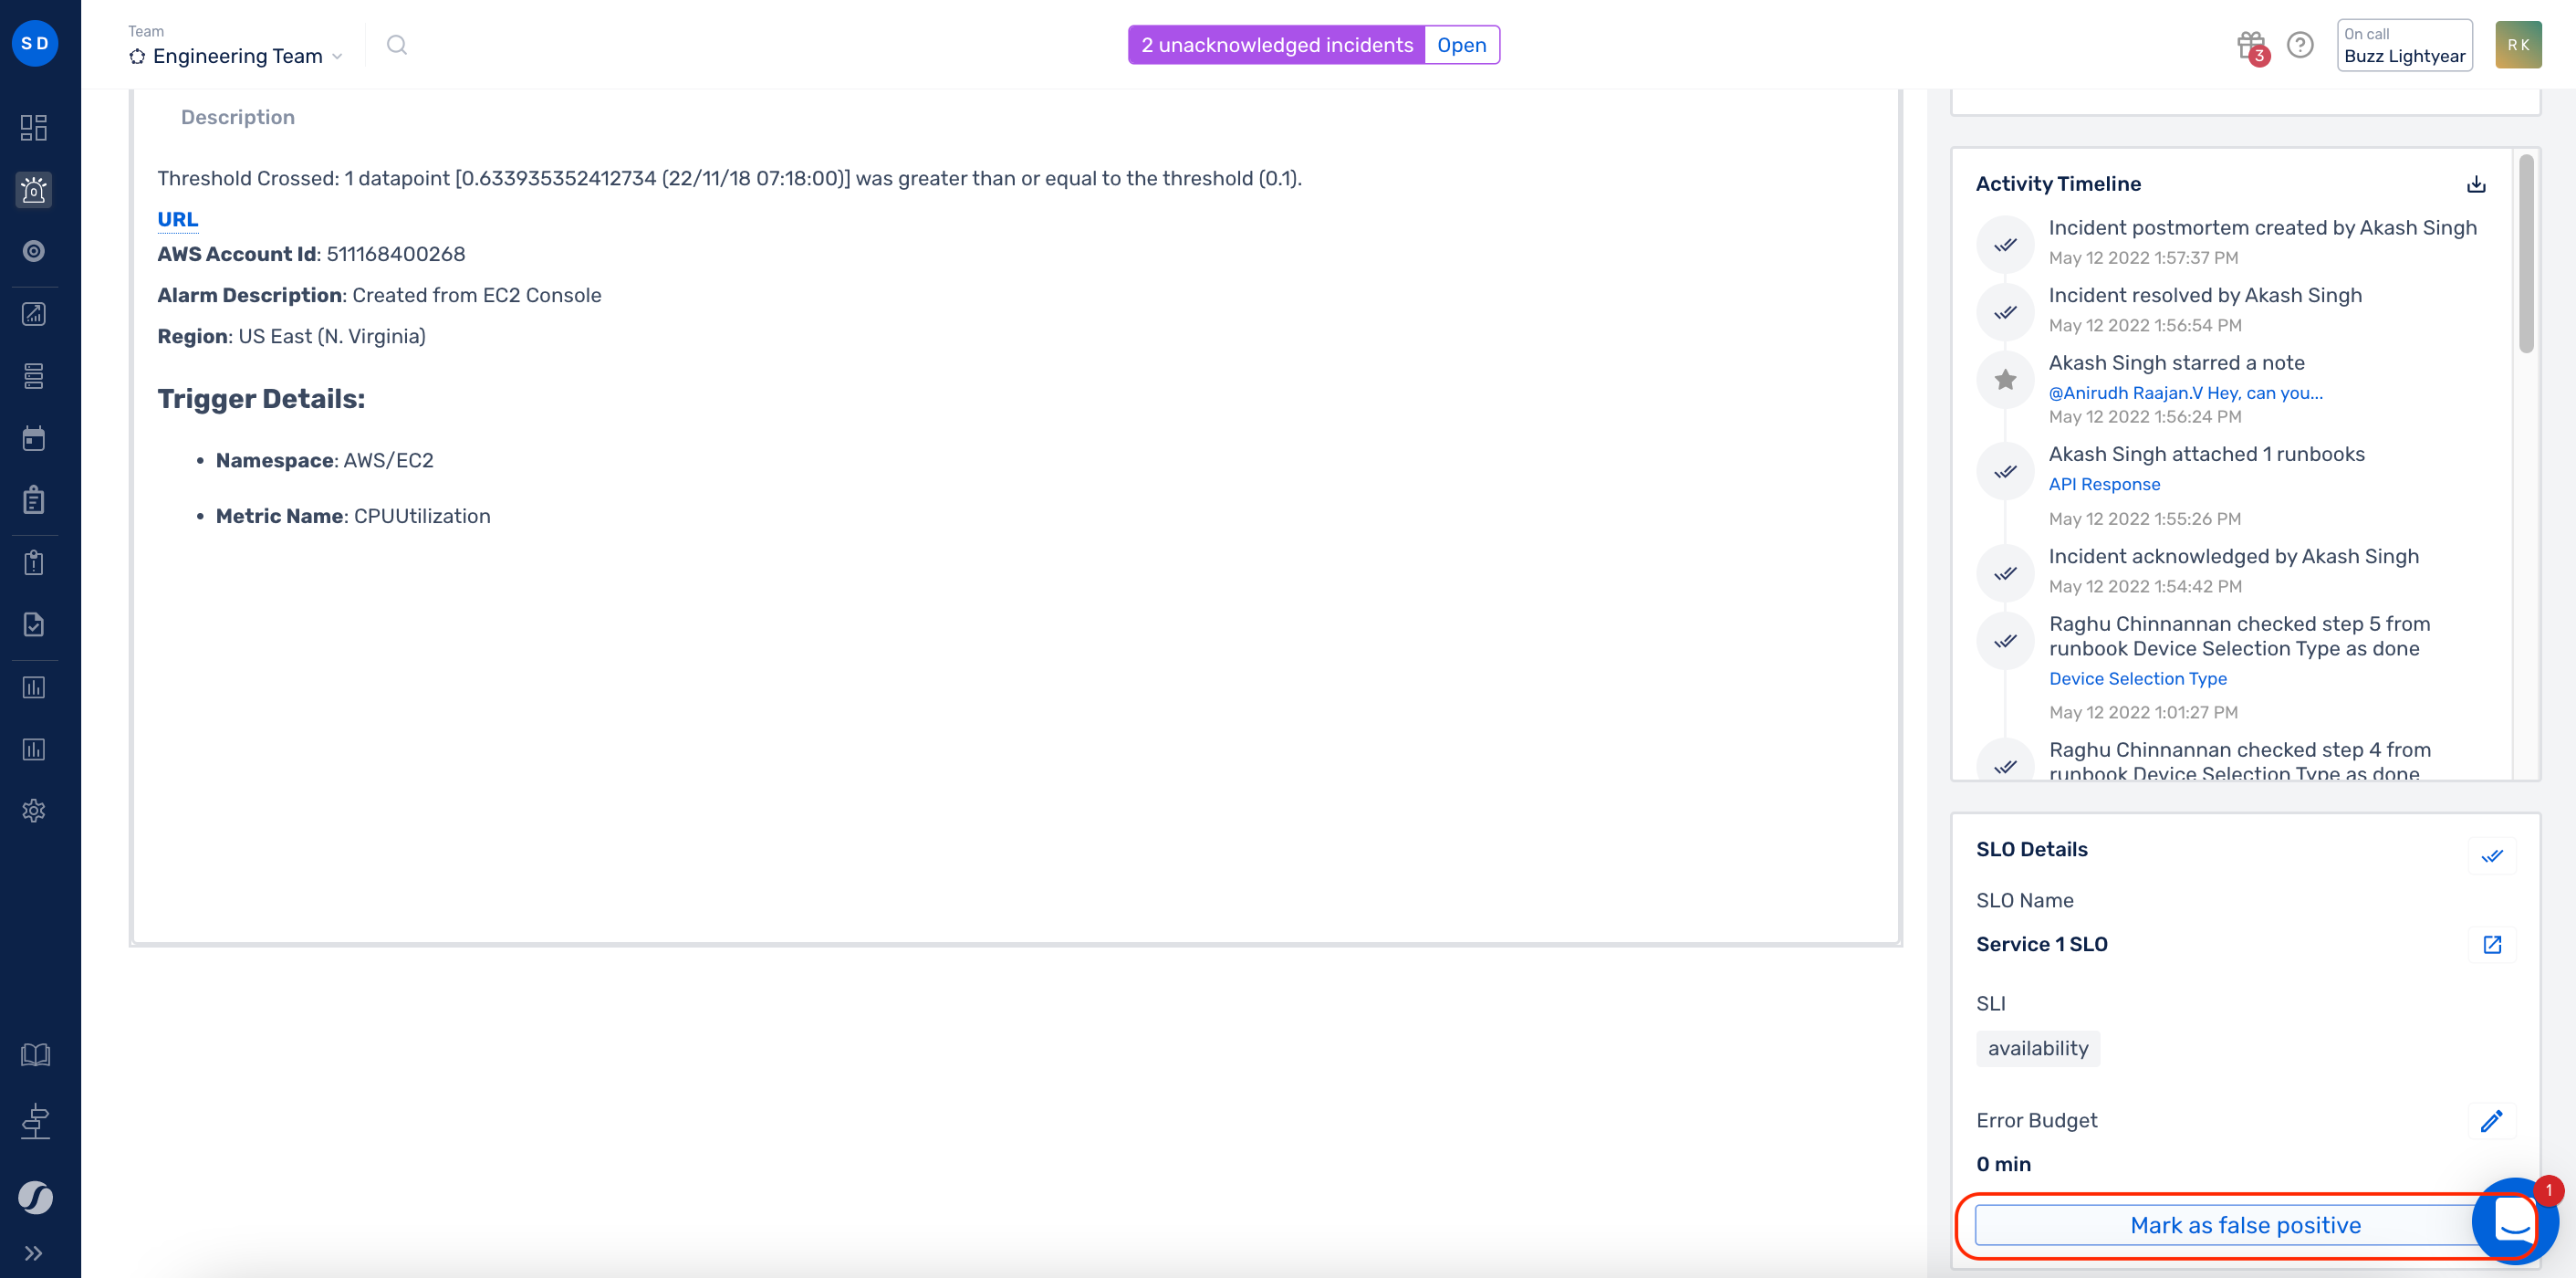 S D
Team
Engineering Team
2 unacknowledged incidents
Open
3
On call
Buzz Lightyear
R K
Description
Threshold Crossed: 1 datapoint [0.633935352412734 (22/11/18 07:18:00)] was greater than or equal to the threshold (0.1).
URL
AWS Account Id: 511168400268
Alarm Description: Created from EC2 Console
Region: US East (N. Virginia)
Trigger Details:
• Namespace: AWS/EC2
• Metric Name: CPUUtilization
Activity Timeline
Incident postmortem created by Akash Singh
May 12 2022 1:57:37 PM
Incident resolved by Akash Singh
May 12 2022 1:56:54 PM
Akash Singh starred a note
@Anirudh Raajan.V Hey, can you...
May 12 2022 1:56:24 PM
Akash Singh attached 1 runbooks
API Response
May 12 2022 1:55:26 PM
Incident acknowledged by Akash Singh
May 12 2022 1:54:42 PM
Raghu Chinnannan checked step 5 from
runbook Device Selection Type as done
Device Selection Type
May 12 2022 1:01:27 PM
Raghu Chinnannan checked step 4 from
runbook Device Selection Type as done
SLO Details
SLO Name
Service 1 SLO
SLI
availability
Error Budget
0 min
1
Mark as false positive